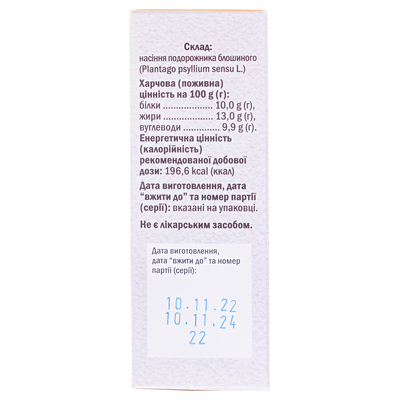 Склад:
насіння подорожника блошиного
(Plantago psyllium sensu L.)
Харчова (поживна)
цінність на 100 g (г):
білки ................... 10,0 g (г),
жири ................... 13,0 g (г),
вуглеводи ............ 9,9 g (г).
Енергетична цінність
(калорійність)
рекомендованої добової
дози: 196,6 kcal (ккал)
Дата виготовлення, дата
“вжити до” та номер партії
(серії): вказані на упаковці.
Не є лікарським засобом.
Дата виготовлення,
дата “вжити до” та номер
партії (серії):
10.11.22
10.11.24
22